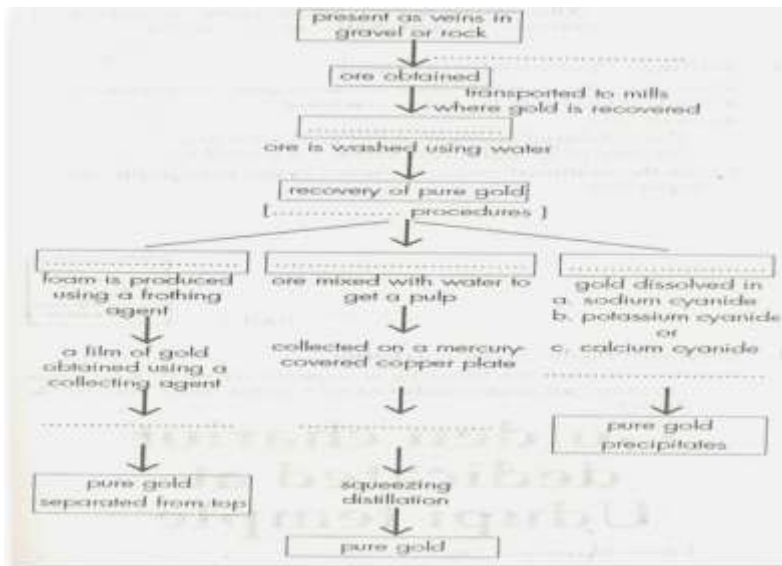 present as veins in
gravel or rock
..............................
ore obtained
transported to mills
where gold is recovered
..............................
ore is washed using water
recovery of pure gold
[.................. procedures ]
..............................
foam is produced
using a frothing
agent
a film of gold
obtained using a
collecting agent
..............................
pure gold
separated from top
..............................
ore mixed with water to
get a pulp
collected on a mercury-
covered copper plate
..............................
squeezing
distillation
pure gold
..............................
gold dissolved in
a. sodium cyanide
b. potassium cyanide
or
c. calcium cyanide
..............................
pure gold
precipitates